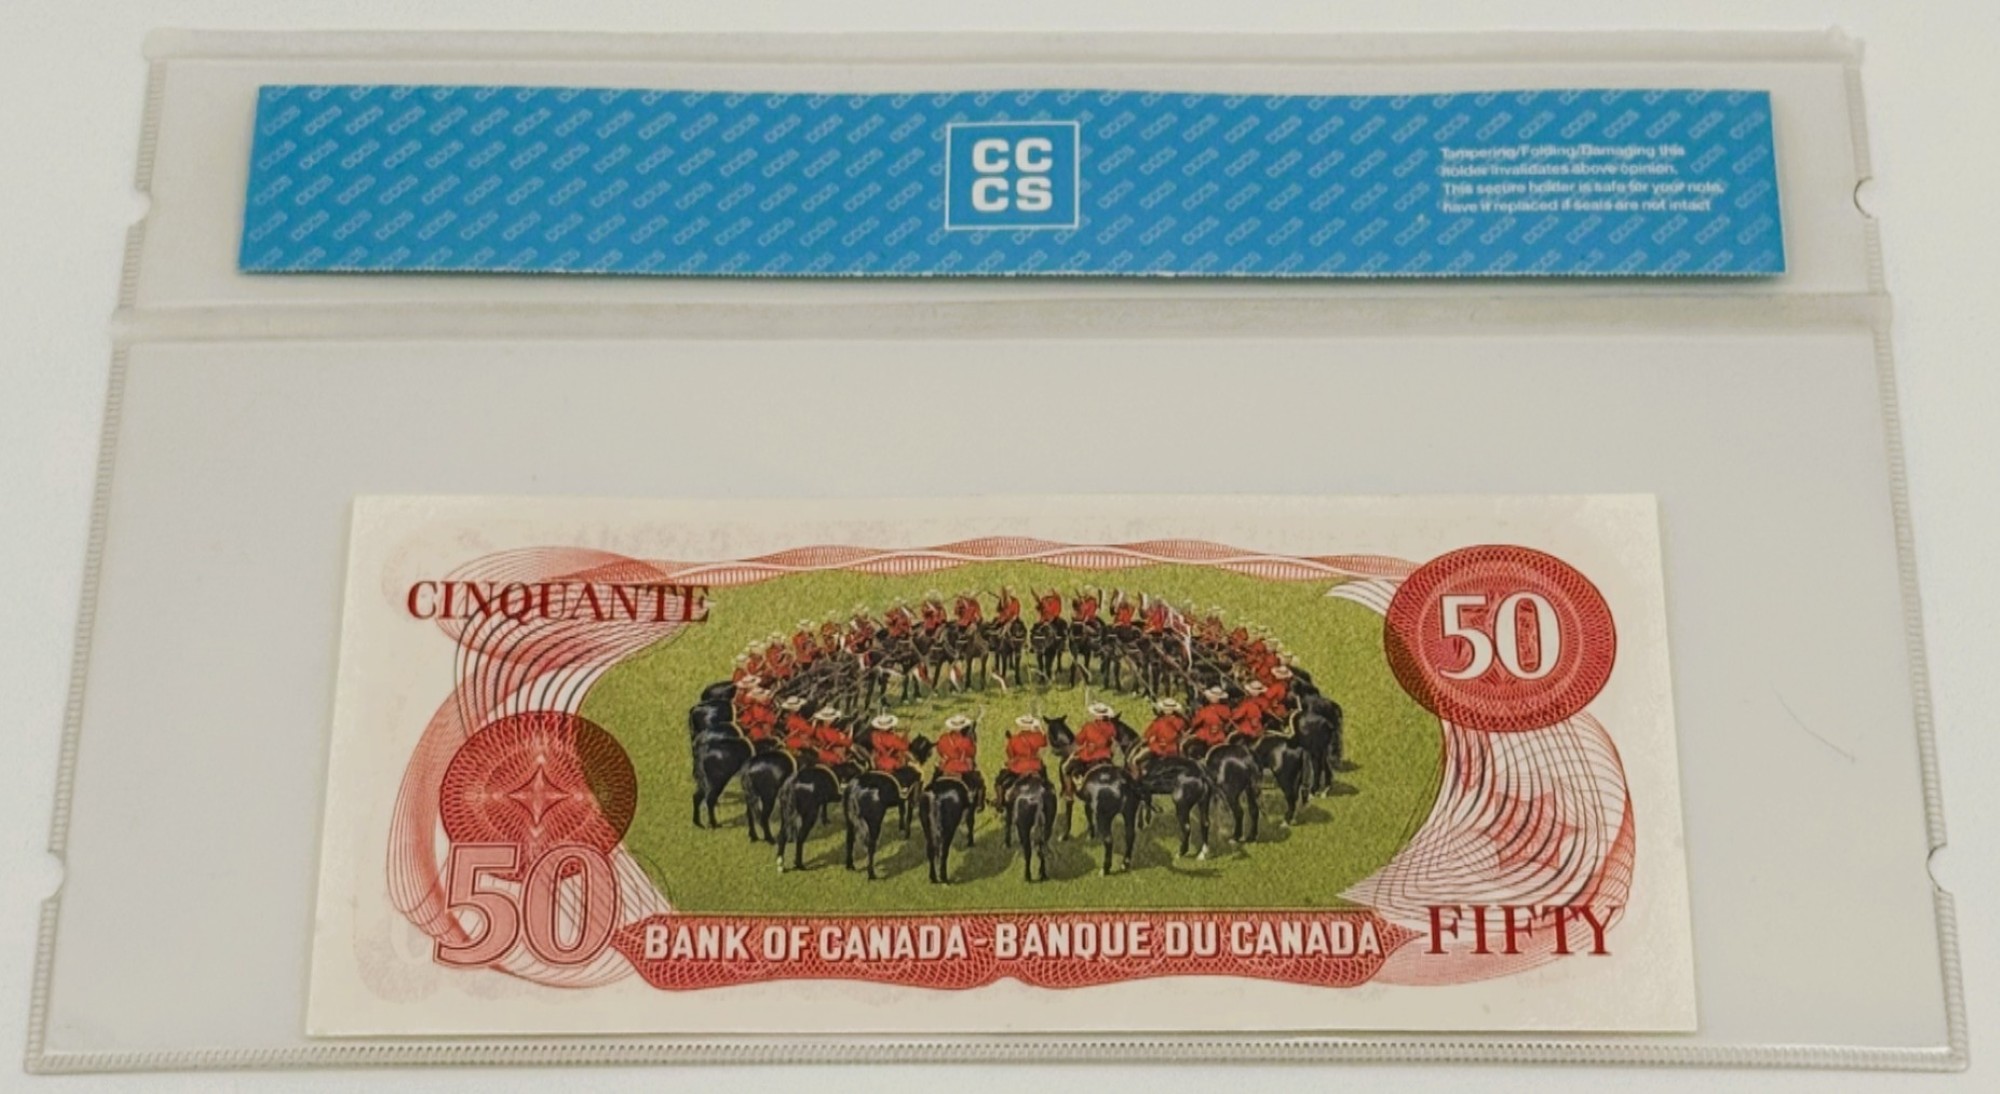 CC
CS
Tampering/Folding/Damaging this
holder invalidates above opinion.
This secure holder is safe for your note,
have it replaced if seals are not intact
CINQUANTE
50
50
BANK OF CANADA - BANQUE DU CANADA
FIFTY